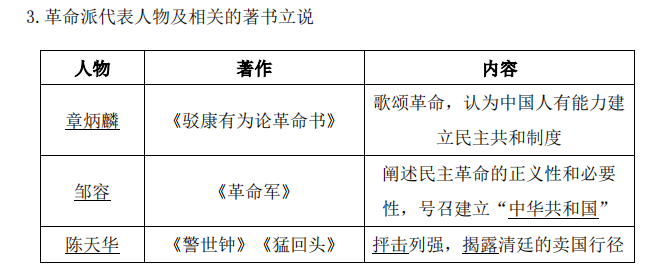 3.革命派代表人物及相关的著书立说
人物 著作 内容
章炳麟 《驳康有为论革命书》 歌颂革命，认为中国人有能力建
立民主共和制度
邹容 《革命军》 阐述民主革命的正义性和必要
性，号召建立“中华共和国”
陈天华 《警世钟》《猛回头》 抨击列强，揭露清廷的卖国行径